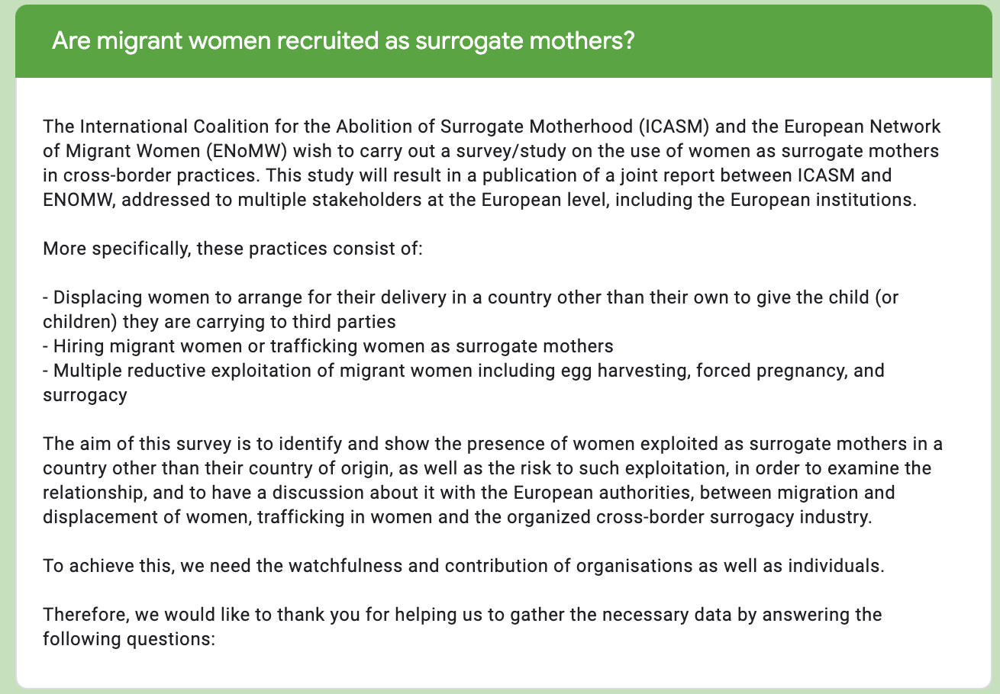 Are migrant women recruited as surrogate mothers?
The International Coalition for the Abolition of Surrogate Motherhood (ICASM) and the European Network
of Migrant Women (ENoMW) wish to carry out a survey/study on the use of women as surrogate mothers
in cross-border practices. This study will result in a publication of a joint report between ICASM and
ENOMW, addressed to multiple stakeholders at the European level, including the European institutions.
More specifically, these practices consist of:
- Displacing women to arrange for their delivery in a country other than their own to give the child (or
children) they are carrying to third parties
- Hiring migrant women or trafficking women as surrogate mothers
- Multiple reductive exploitation of migrant women including egg harvesting, forced pregnancy, and
surrogacy
The aim of this survey is to identify and show the presence of women exploited as surrogate mothers in a
country other than their country of origin, as well as the risk to such exploitation, in order to examine the
relationship, and to have a discussion about it with the European authorities, between migration and
displacement of women, trafficking in women and the organized cross-border surrogacy industry.
To achieve this, we need the watchfulness and contribution of organisations as well as individuals.
Therefore, we would like to thank you for helping us to gather the necessary data by answering the
following questions: